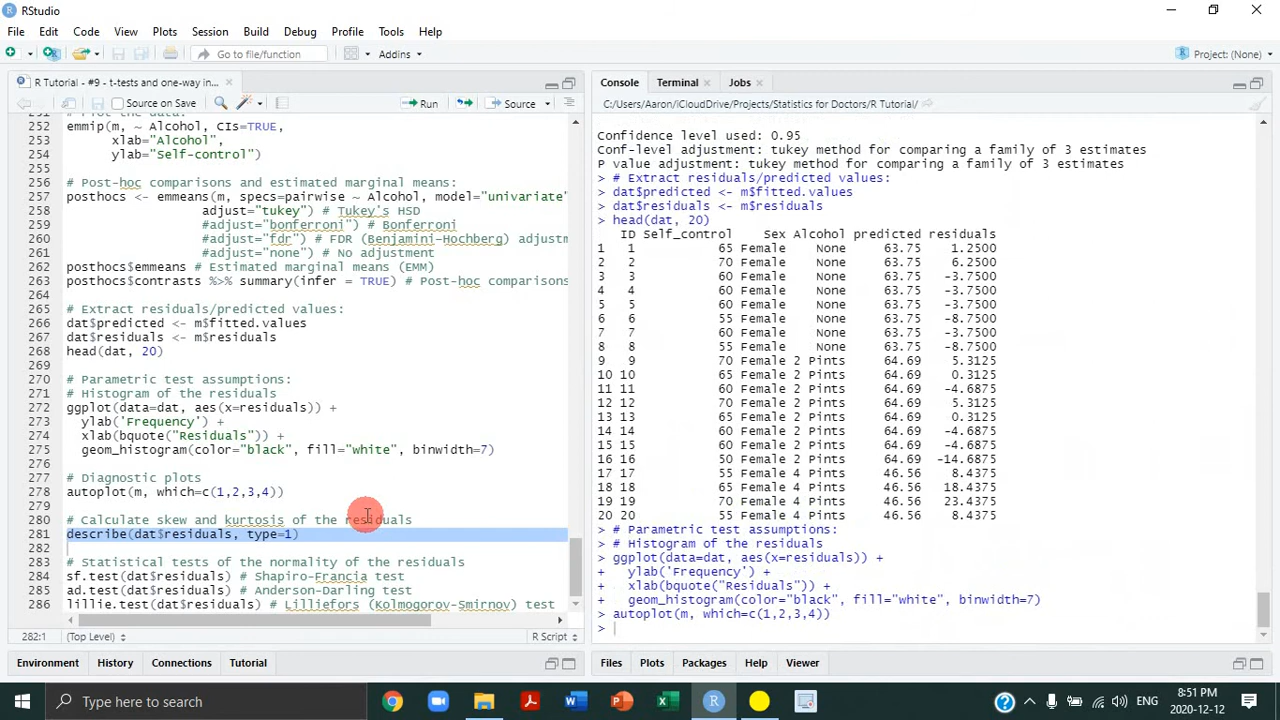 RStudio
File Edit Code View Plots Session Build Debug Profile Tools Help
Go to file/function Addins Project: (None)
R Tutorial - #9 - t-tests and one-way in...
Source on Save Run Source
252 emmip(m, ~ Alcohol, CIs=TRUE,
253 xlab="Alcohol",
254 ylab="Self-control")
255
256 # Post-hoc comparisons and estimated marginal means:
257 posthocs <- emmeans(m, specs=pairwise ~ Alcohol, model="univariate"
258 adjust="tukey") # Tukey's HSD
259 #adjust="bonferroni") # Bonferroni
260 #adjust="fdr") # FDR (Benjamini-Hochberg) adjustm
261 #adjust="none") # No adjustment
262 posthocs$emmeans # Estimated marginal means (EMM)
263 posthocs$contrasts %>% summary(infer = TRUE) # Post-hoc comparisons
264
265 # Extract residuals/predicted values:
266 dat$predicted <- m$fitted.values
267 dat$residuals <- m$residuals
268 head(dat, 20)
269
270 # Parametric test assumptions:
271 # Histogram of the residuals
272 ggplot(data=dat, aes(x=residuals)) +
273 ylab('Frequency') +
274 xlab(bquote("Residuals")) +
275 geom_histogram(color="black", fill="white", binwidth=7)
276
277 # Diagnostic plots
278 autoplot(m, which=c(1,2,3,4))
279
280 # Calculate skew and kurtosis of the residuals
281 describe(dat$residuals, type=1)
282
283 # Statistical tests of the normality of the residuals
284 sf.test(dat$residuals) # Shapiro-Francia test
285 ad.test(dat$residuals) # Anderson-Darling test
286 lillie.test(dat$residuals) # Lilliefors (Kolmogorov-Smirnov) test
282:1 (Top Level) R Script
Environment History Connections Tutorial
Console Terminal Jobs
C:/Users/Aaron/iCloudDrive/Projects/Statistics for Doctors/R Tutorial/
Confidence level used: 0.95
Conf-level adjustment: tukey method for comparing a family of 3 estimates
P value adjustment: tukey method for comparing a family of 3 estimates
> # Extract residuals/predicted values:
> dat$predicted <- m$fitted.values
> dat$residuals <- m$residuals
> head(dat, 20)
ID Self_control Sex Alcohol predicted residuals
1 1 65 Female None 63.75 1.2500
2 2 70 Female None 63.75 6.2500
3 3 60 Female None 63.75 -3.7500
4 4 60 Female None 63.75 -3.7500
5 5 60 Female None 63.75 -3.7500
6 6 55 Female None 63.75 -8.7500
7 7 60 Female None 63.75 -3.7500
8 8 55 Female None 63.75 -8.7500
9 9 70 Female 2 Pints 64.69 5.3125
10 10 65 Female 2 Pints 64.69 0.3125
11 11 60 Female 2 Pints 64.69 -4.6875
12 12 70 Female 2 Pints 64.69 5.3125
13 13 65 Female 2 Pints 64.69 0.3125
14 14 60 Female 2 Pints 64.69 -4.6875
15 15 60 Female 2 Pints 64.69 -4.6875
16 16 50 Female 2 Pints 64.69 -14.6875
17 17 55 Female 4 Pints 46.56 8.4375
18 18 65 Female 4 Pints 46.56 18.4375
19 19 70 Female 4 Pints 46.56 23.4375
20 20 55 Female 4 Pints 46.56 8.4375
> # Parametric test assumptions:
> # Histogram of the residuals
> ggplot(data=dat, aes(x=residuals)) +
+ ylab('Frequency') +
+ xlab(bquote("Residuals")) +
+ geom_histogram(color="black", fill="white", binwidth=7)
> autoplot(m, which=c(1,2,3,4))
>
Files Plots Packages Help Viewer
Type here to search
ENG
8:51 PM
2020-12-12